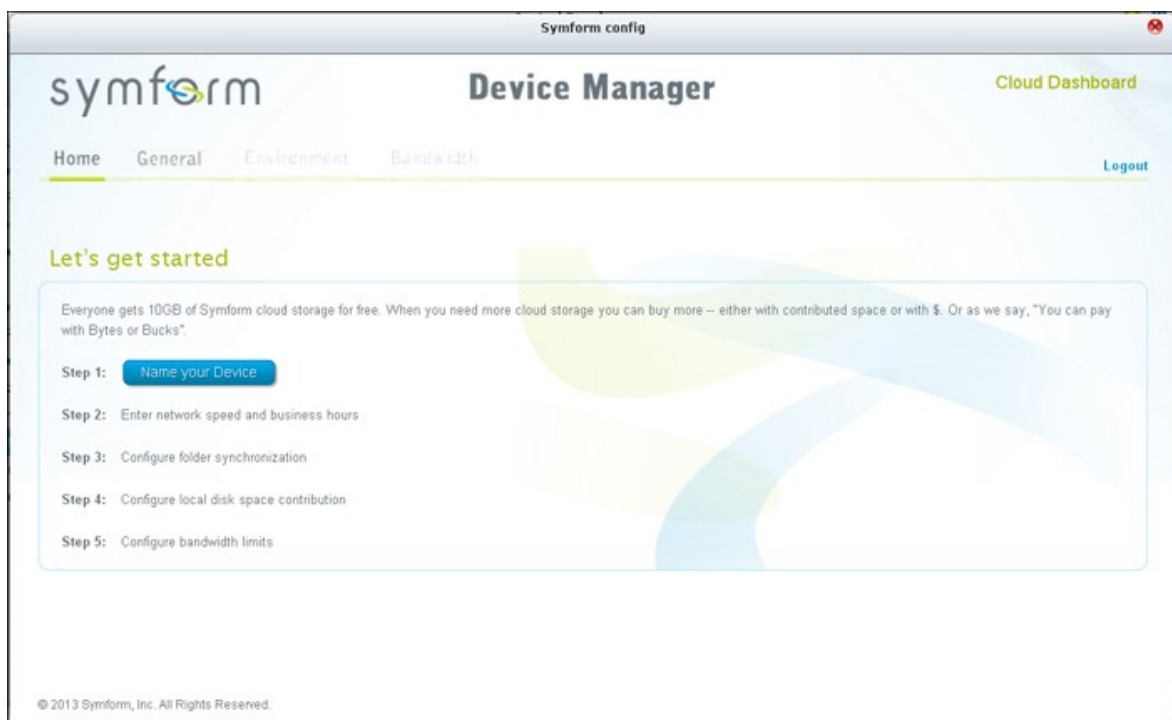 Symform config
symform
Device Manager
Cloud Dashboard
Home General Environment Bandwidth
Logout
Let's get started
Everyone gets 10GB of Symform cloud storage for free. When you need more cloud storage you can buy more -- either with contributed space or with $. Or as we say, "You can pay
with Bytes or Bucks".
Step 1: Name your Device
Step 2: Enter network speed and business hours
Step 3: Configure folder synchronization
Step 4: Configure local disk space contribution
Step 5: Configure bandwidth limits
© 2013 Symform, Inc. All Rights Reserved.